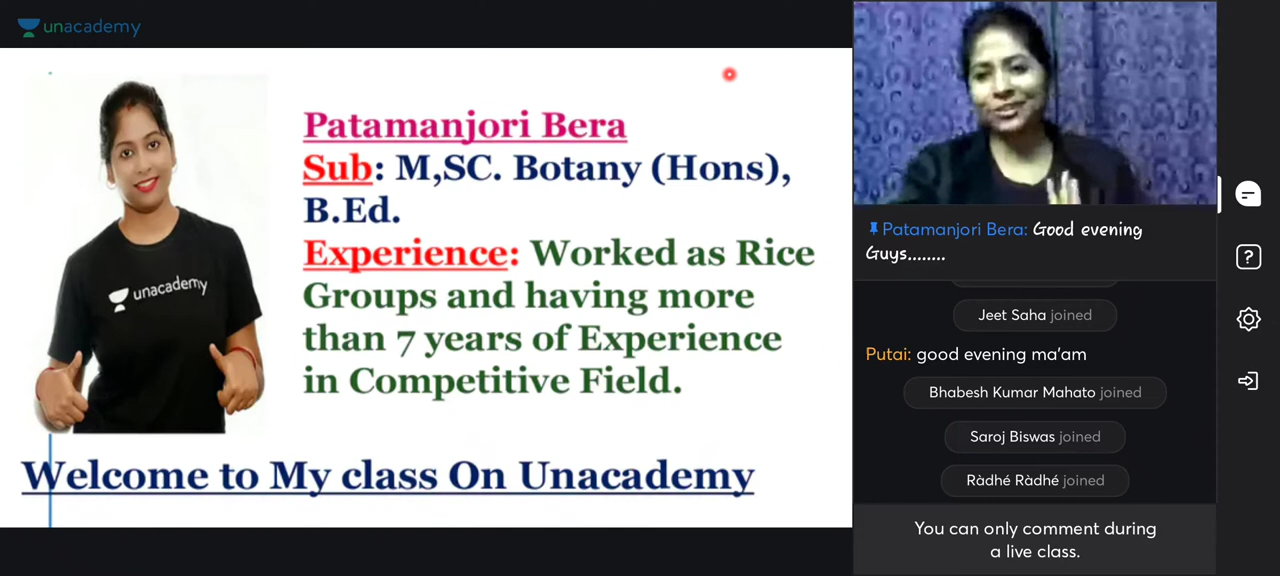 unacademy
Patamanjori Bera
Sub: M,SC. Botany (Hons),
B.Ed.
Experience: Worked as Rice
Groups and having more
than 7 years of Experience
in Competitive Field.
unacademy
Welcome to My class On Unacademy
Patamanjori Bera: Good evening
Guys........
Jeet Saha joined
Putai: good evening ma'am
Bhabesh Kumar Mahato joined
Saroj Biswas joined
Ràdhé Ràdhé joined
You can only comment during
a live class.
?